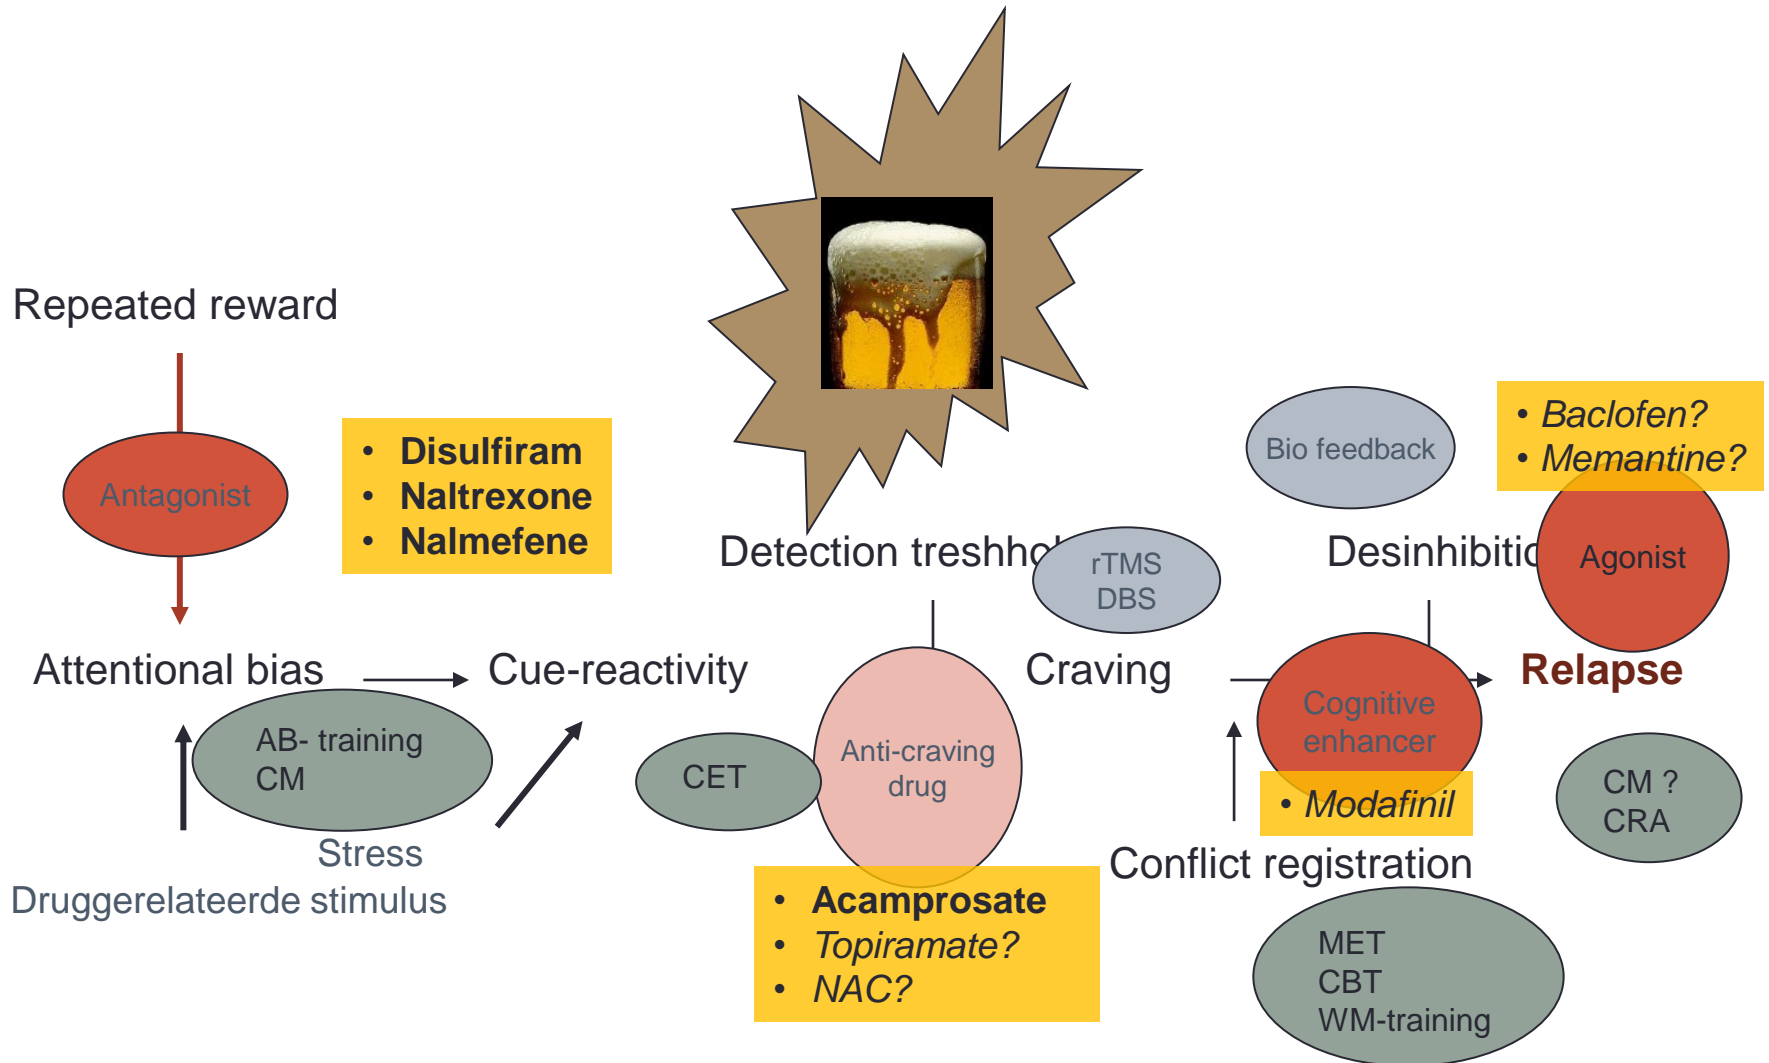 Repeated reward
Antagonist
• Disulfiram
• Naltrexone
• Nalmefene
Bio feedback
• Baclofen?
• Memantine?
Detection treshho
rTMS
DBS
Desinhibitio
Agonist
Attentional bias
Cue-reactivity
Craving
Relapse
AB- training
CM
CET
Anti-craving
drug
Cognitive
enhancer
• Modafinil
CM ?
CRA
Stress
Druggerelateerde stimulus
Conflict registration
• Acamprosate
• Topiramate?
• NAC?
MET
CBT
WM-training